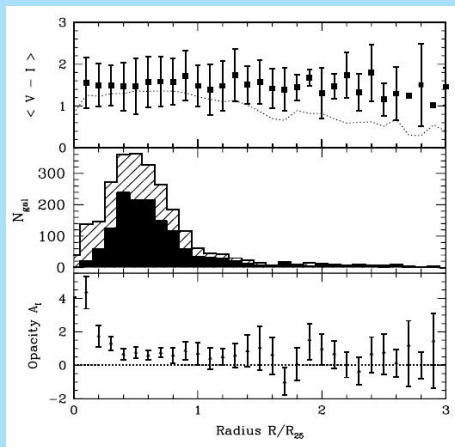 3
2
1
0
< V - I >
300
200
100
0
N_gal
4
2
0
-2
Opacity A_I
0 1 2 3
Radius R/R_25